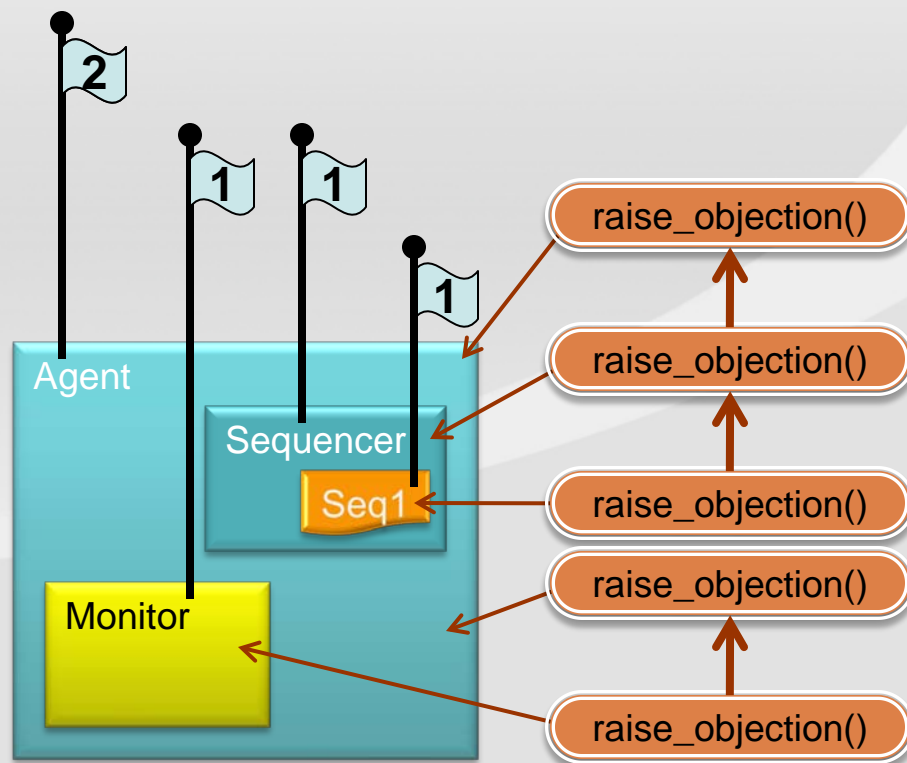 2
1
1
1
raise_objection()
raise_objection()
raise_objection()
raise_objection()
raise_objection()
Agent
Sequencer
Seq1
Monitor